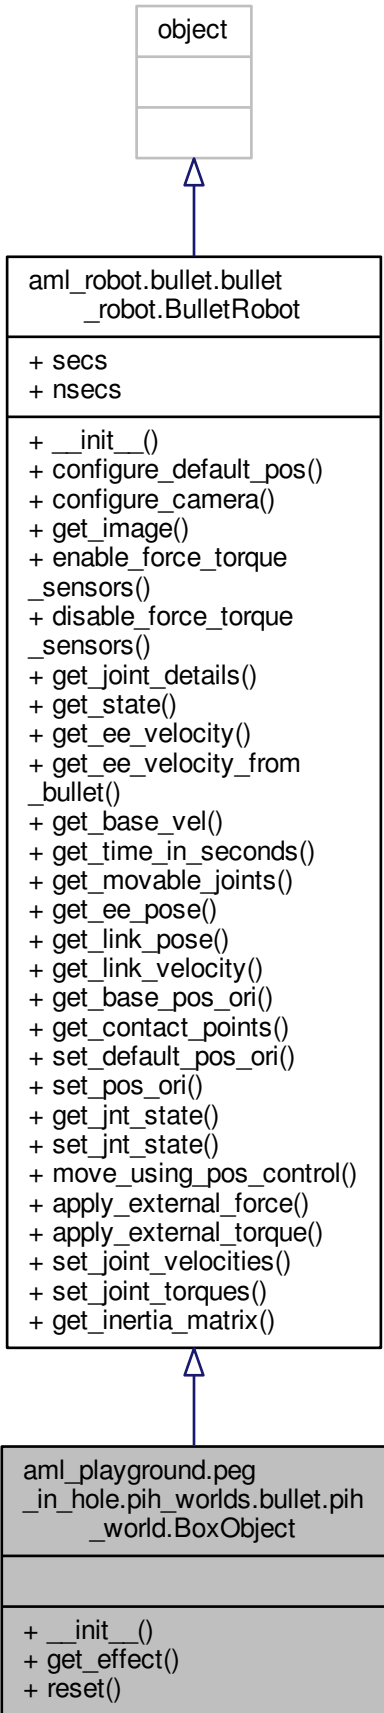 object
aml_robot.bullet.bullet
_robot.BulletRobot
+ secs
+ nsecs
+ __init__()
+ configure_default_pos()
+ configure_camera()
+ get_image()
+ enable_force_torque
_sensors()
+ disable_force_torque
_sensors()
+ get_joint_details()
+ get_state()
+ get_ee_velocity()
+ get_ee_velocity_from
_bullet()
+ get_base_vel()
+ get_time_in_seconds()
+ get_movable_joints()
+ get_ee_pose()
+ get_link_pose()
+ get_link_velocity()
+ get_base_pos_ori()
+ get_contact_points()
+ set_default_pos_ori()
+ set_pos_ori()
+ get_jnt_state()
+ set_jnt_state()
+ move_using_pos_control()
+ apply_external_force()
+ apply_external_torque()
+ set_joint_velocities()
+ set_joint_torques()
+ get_inertia_matrix()
aml_playground.peg
_in_hole.pih_worlds.bullet.pih
_world.BoxObject
+ __init__()
+ get_effect()
+ reset()